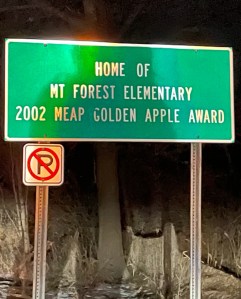 HOME OF
MT FOREST ELEMENTARY
2002 MEAP GOLDEN APPLE AWARD
P